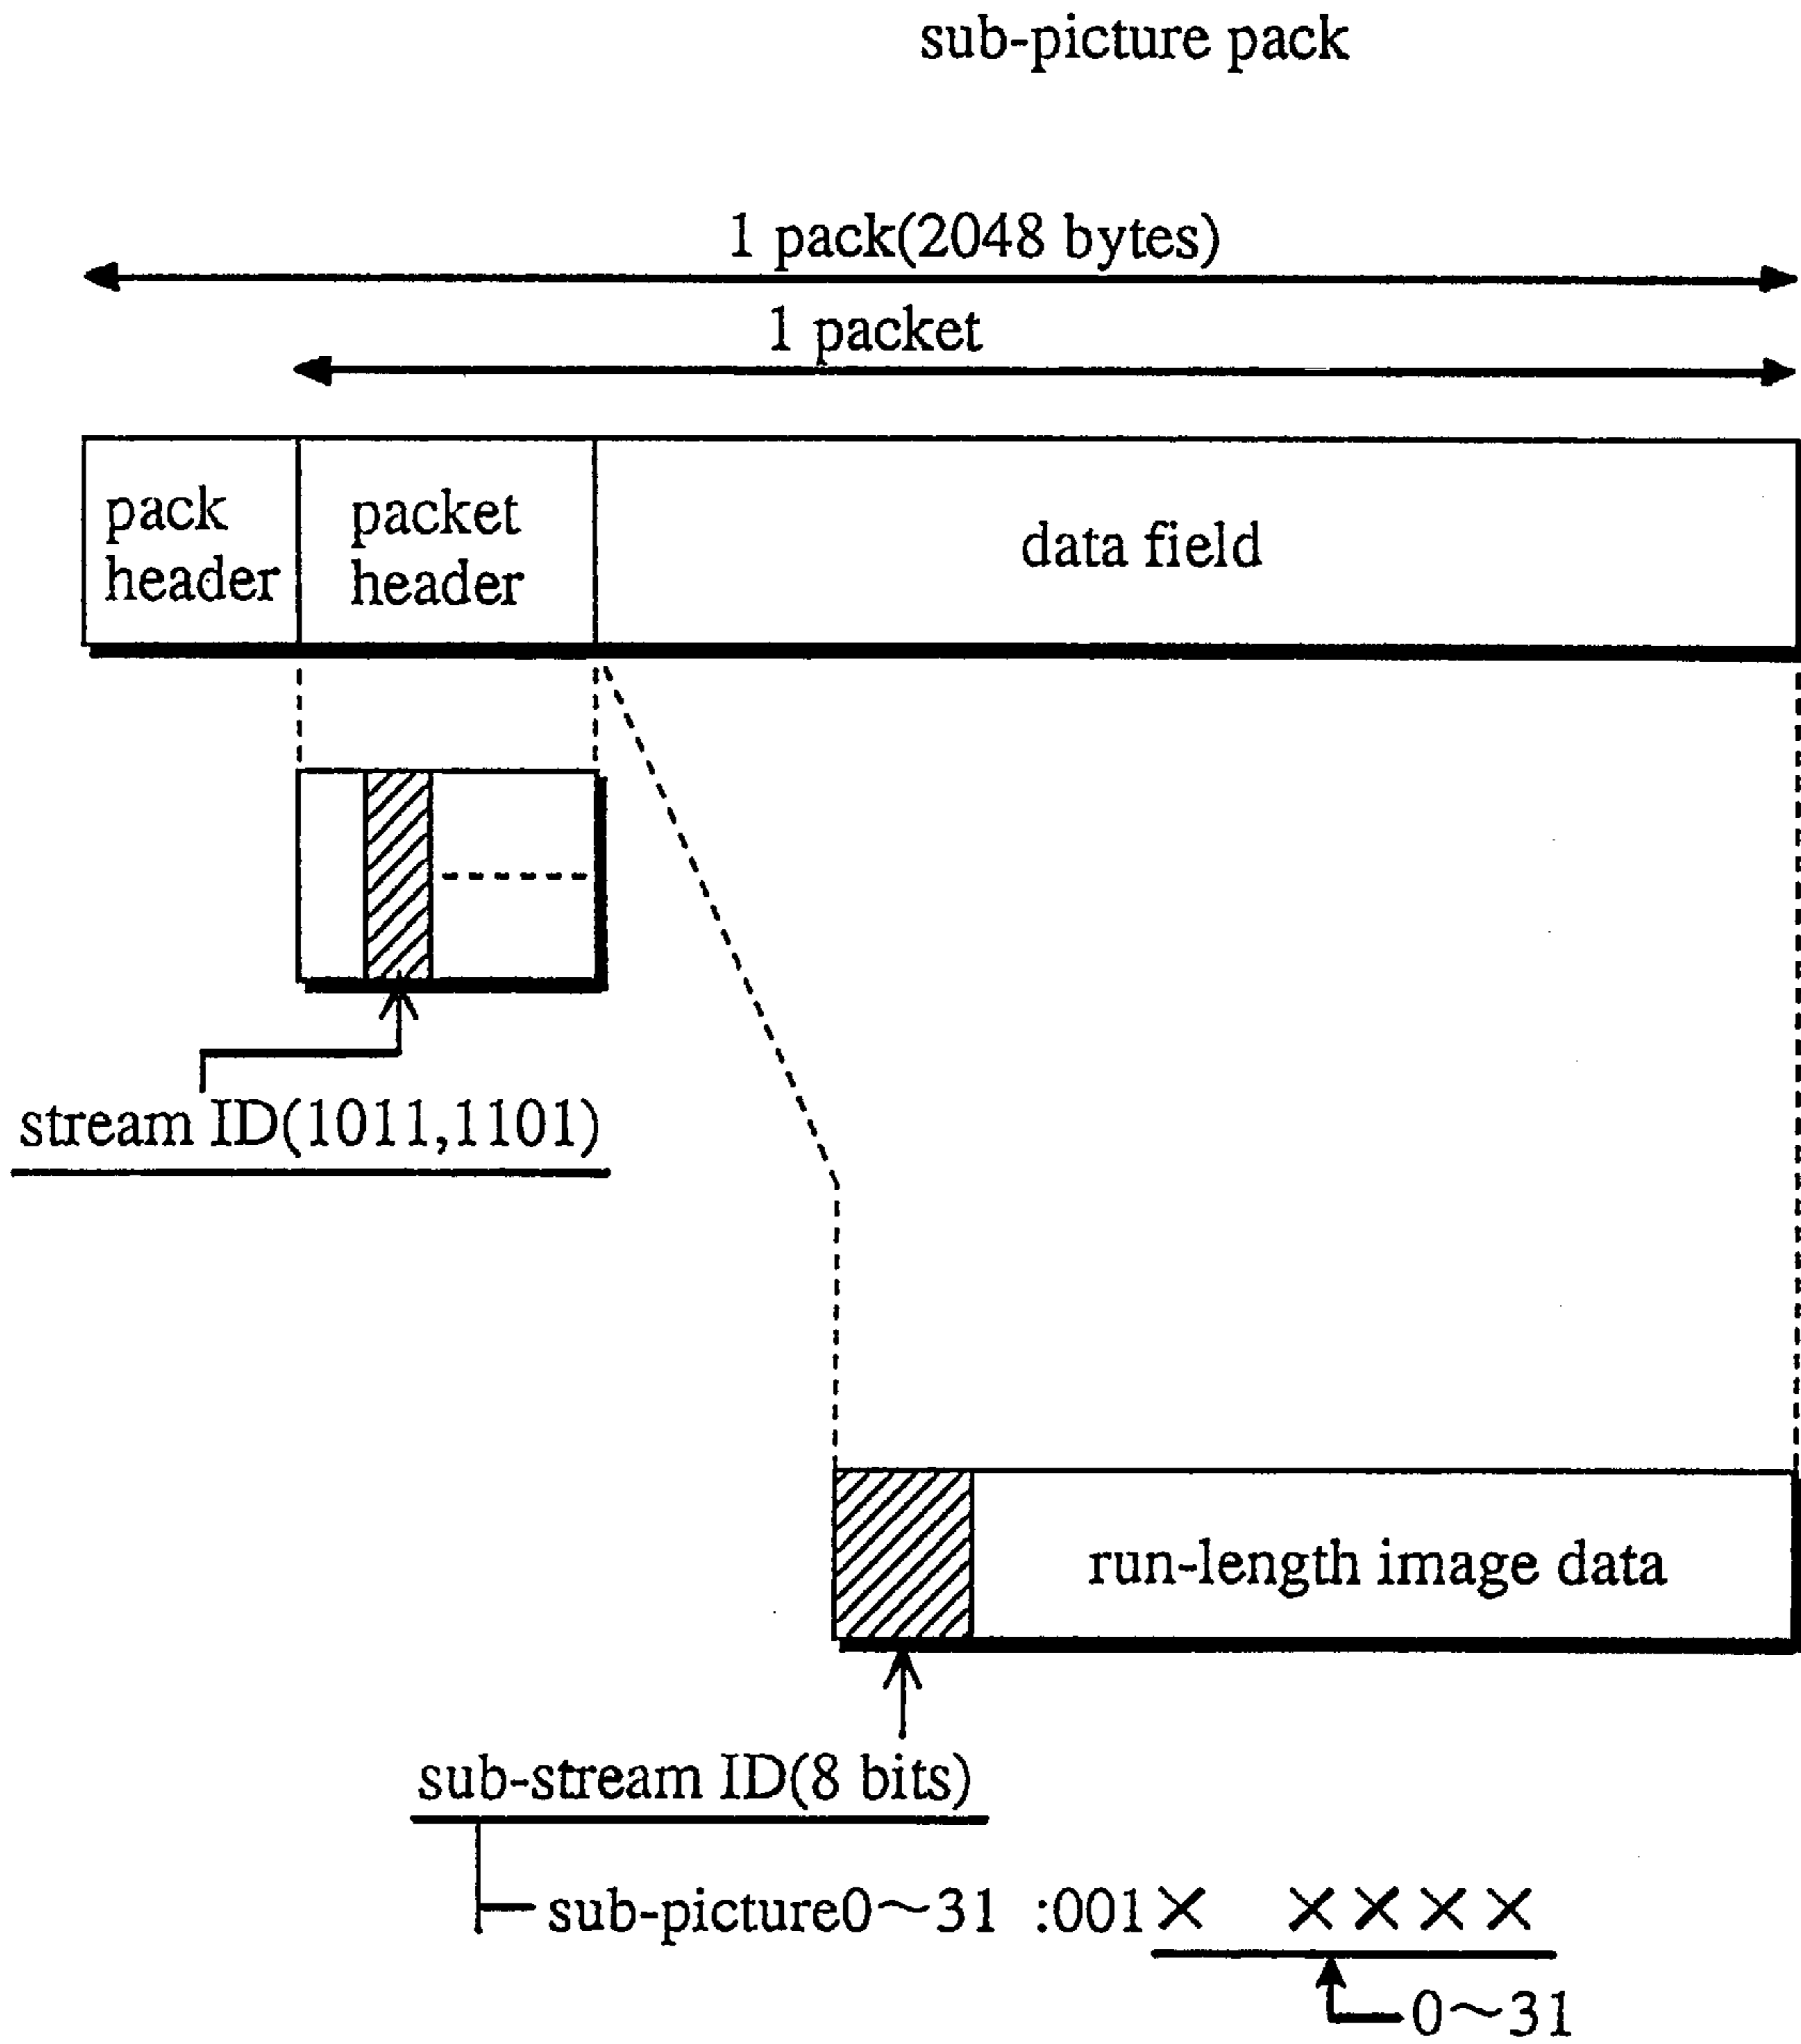 sub-picture pack
1 pack(2048 bytes)
1 packet
pack
header
packet
header
data field
stream ID(1011,1101)
run-length image data
sub-stream ID(8 bits)
sub-picture0～31 :001× ××××
0～31